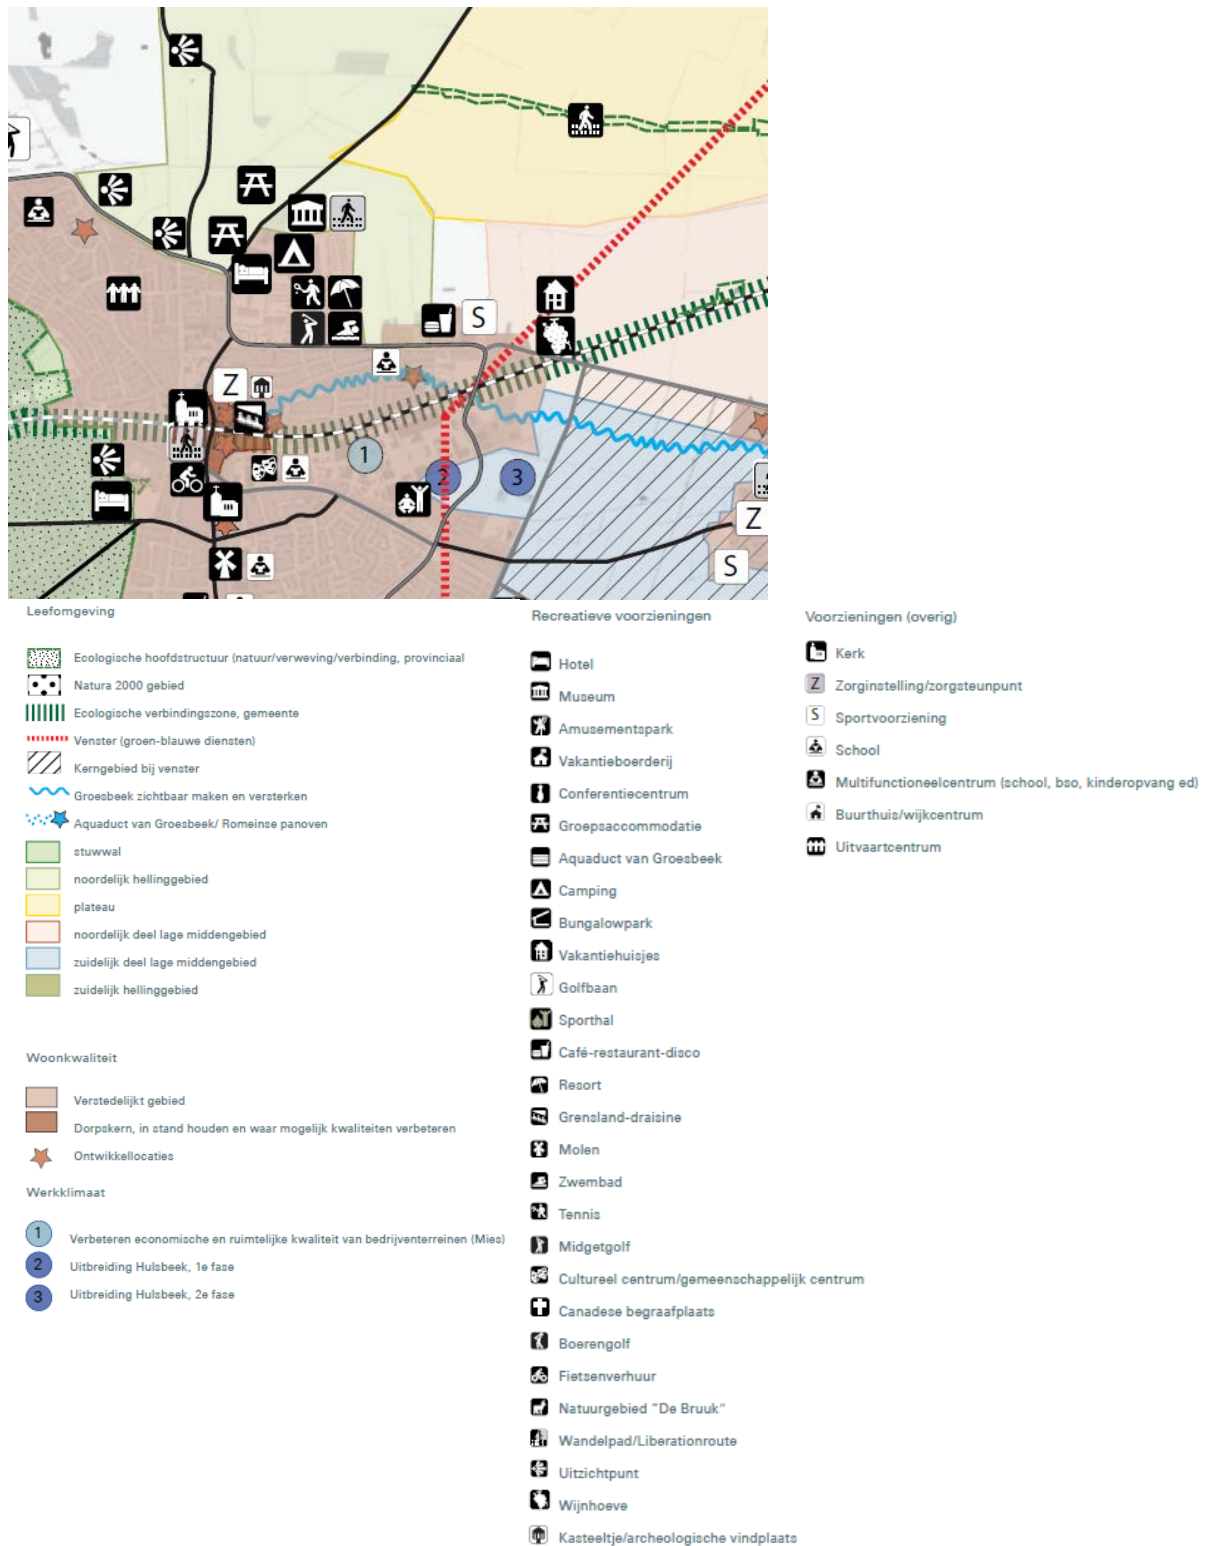 S
Z
1
2
3
Z
S
Leefomgeving
Ecologische hoofdstructuur (natuur/verweving/verbinding, provinciaal
Natura 2000 gebied
Ecologische verbindingszone, gemeente
Venster (groen-blauwe diensten)
Kerngebied bij venster
Groesbeek zichtbaar maken en versterken
Aquaduct van Groesbeek/ Romeinse panoven
stuwwal
noordelijk hellinggebied
plateau
noordelijk deel lage middengebied
zuidelijk deel lage middengebied
zuidelijk hellinggebied
Woonkwaliteit
Verstedelijkt gebied
Dorpskern, in stand houden en waar mogelijk kwaliteiten verbeteren
Ontwikkellocaties
Werkklimaat
1 Verbeteren economische en ruimtelijke kwaliteit van bedrijventerreinen (Mies)
2 Uitbreiding Hulsbeek, 1e fase
3 Uitbreiding Hulsbeek, 2e fase
Recreatieve voorzieningen
Hotel
Museum
Amusementspark
Vakantieboerderij
Conferentiecentrum
Groepsaccommodatie
Aquaduct van Groesbeek
Camping
Bungalowpark
Vakantiehuisjes
Golfbaan
Sporthal
Café-restaurant-disco
Resort
Grensland-draisine
Molen
Zwembad
Tennis
Midgetgolf
Cultureel centrum/gemeenschappelijk centrum
Canadese begraafplaats
Boerengolf
Fietsenverhuur
Natuurgebied "De Bruuk"
Wandelpad/Liberationroute
Uitzichtpunt
Wijnhoeve
Kasteeltje/archeologische vindplaats
Voorzieningen (overig)
Kerk
Z Zorginstelling/zorgsteunpunt
S Sportvoorziening
School
Multifunctioneelcentrum (school, bso, kinderopvang ed)
Buurthuis/wijkcentrum
Uitvaartcentrum